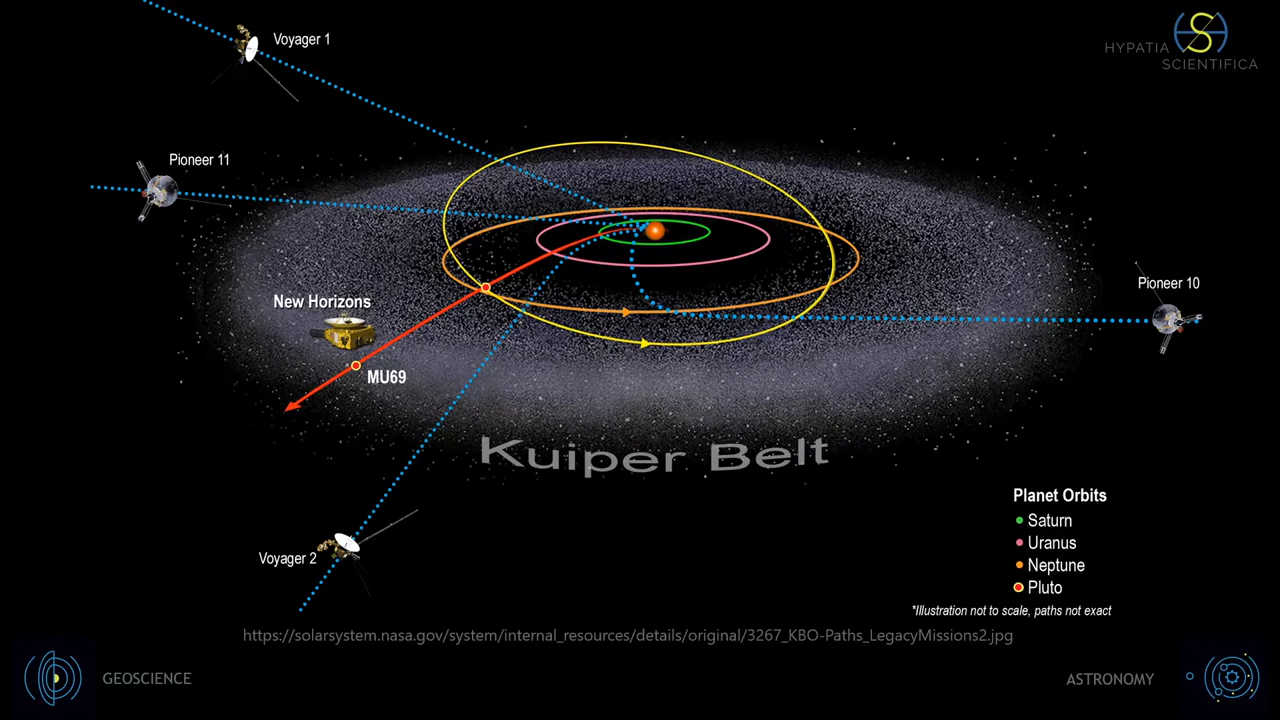 Voyager 1
HYPATIA
SCIENTIFICA
Pioneer 11
Pioneer 10
New Horizons
MU69
Kuiper Belt
Voyager 2
Planet Orbits
Saturn
Uranus
Neptune
Pluto
*Illustration not to scale, paths not exact
https://solarsystem.nasa.gov/system/internal_resources/details/original/3267_KBO-Paths_LegacyMissions2.jpg
GEOSCIENCE
ASTRONOMY